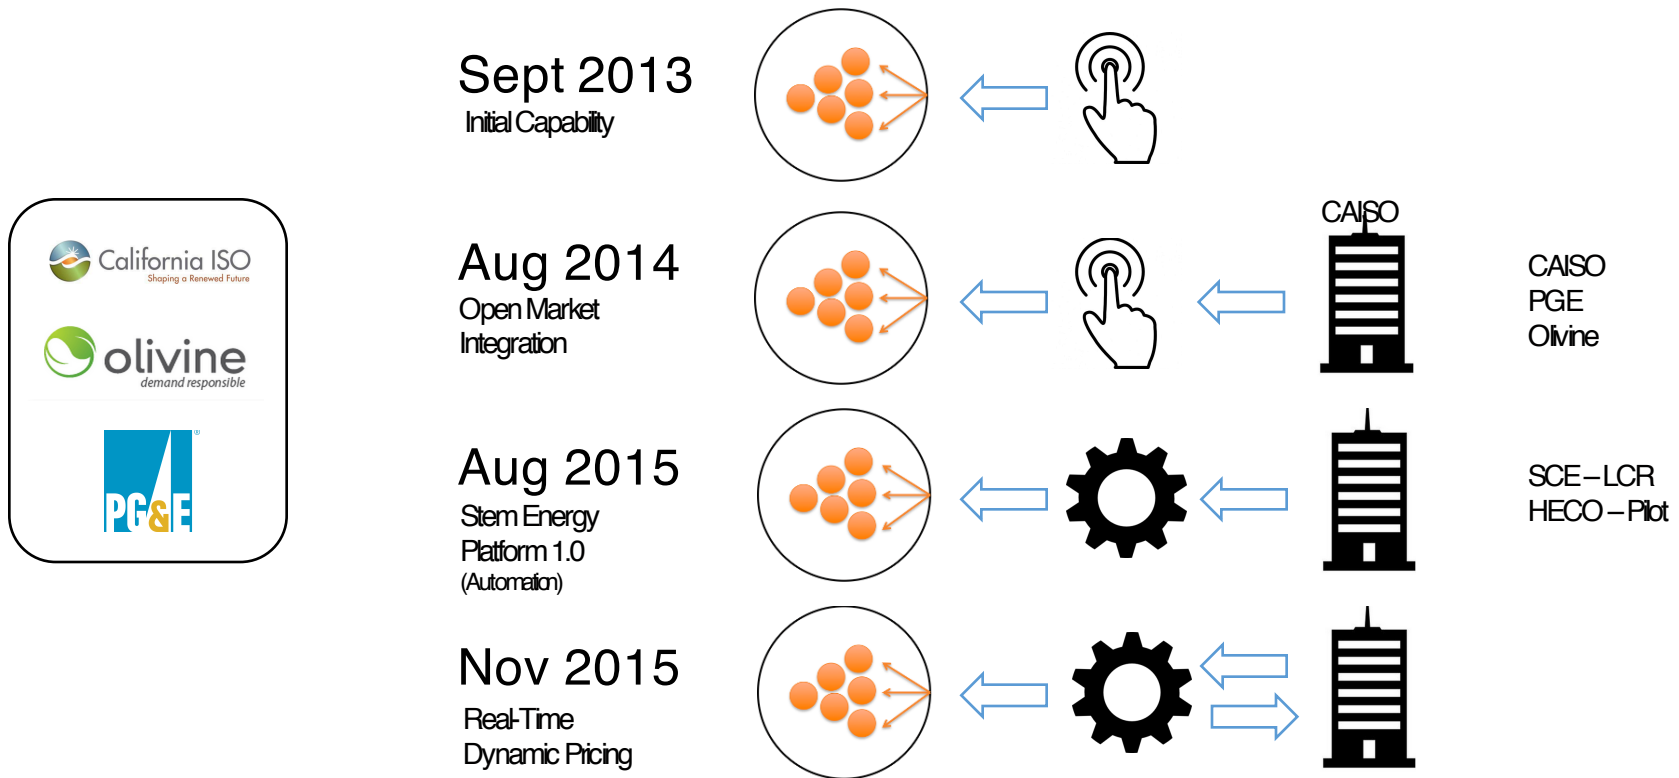 Sept 2013
Initial Capability
California ISO
Shaping a Renewed Future
olivine
demand responsible
PG&E
®
Aug 2014
Open Market
Integration
CAISO
CAISO
PGE
Olivine
Aug 2015
Stem Energy
Platform 1.0
(Automation)
SCE – LCR
HECO – Pilot
Nov 2015
Real-Time
Dynamic Pricing